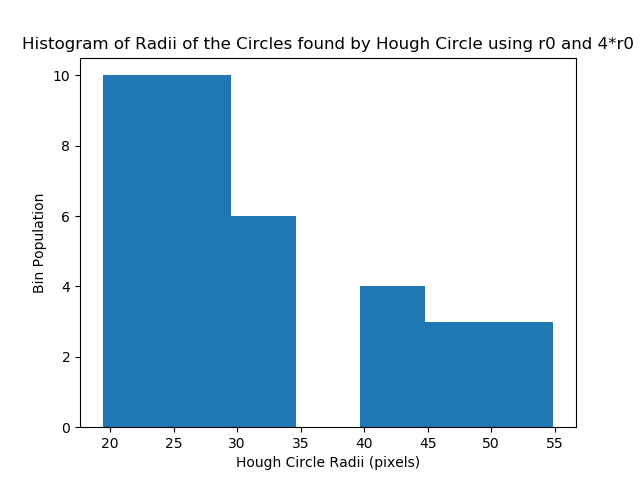 Histogram of Radii of the Circles found by Hough Circle using r0 and 4*r0
10
8
6
4
2
0
Bin Population
20 25 30 35 40 45 50 55
Hough Circle Radii (pixels)